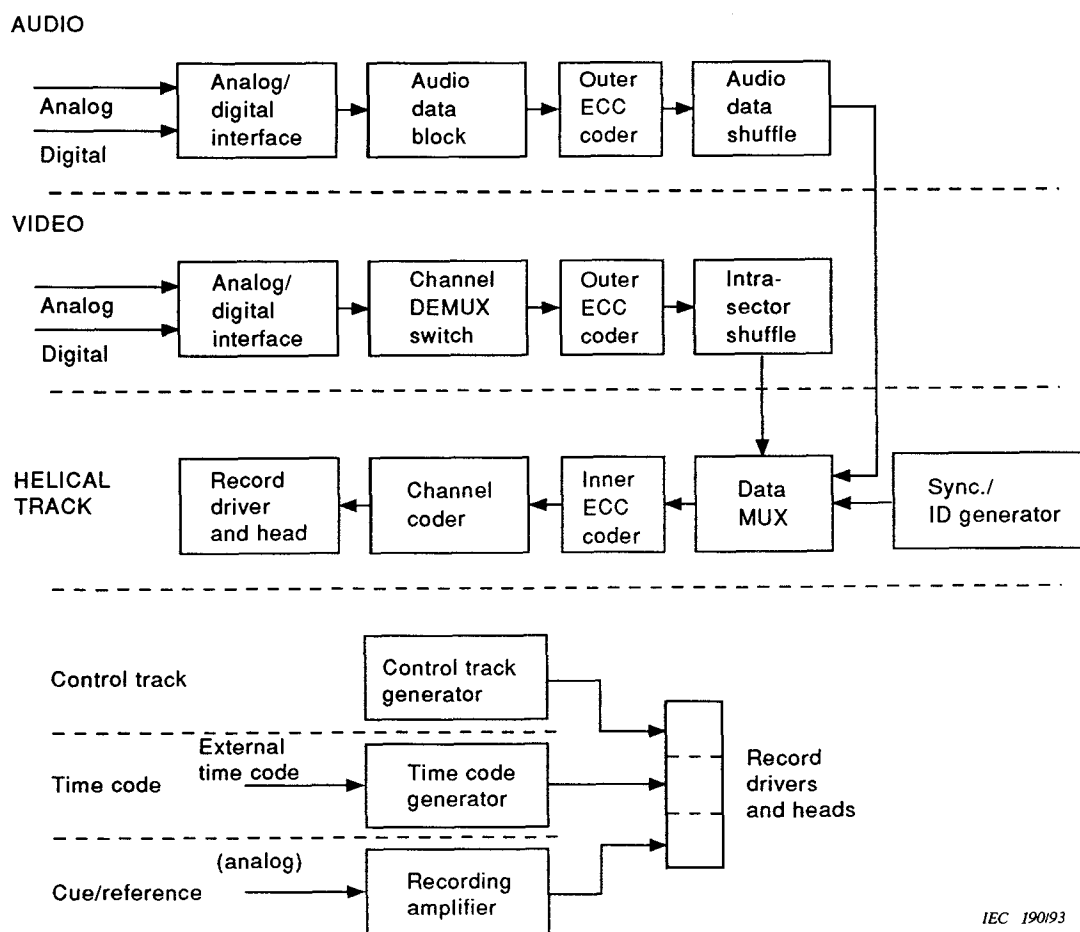 AUDIO
Analog
Digital
Analog/
digital
interface
Audio
data
block
Outer
ECC
coder
Audio
data
shuffle
VIDEO
Analog
Digital
Analog/
digital
interface
Channel
DEMUX
switch
Outer
ECC
coder
Intra-
sector
shuffle
HELICAL
TRACK
Record
driver
and head
Channel
coder
Inner
ECC
coder
Data
MUX
Sync./
ID generator
Control track
Control track
generator
Time code
External
time code
Time code
generator
Record
drivers
and heads
Cue/reference
(analog)
Recording
amplifier
IEC 190/93